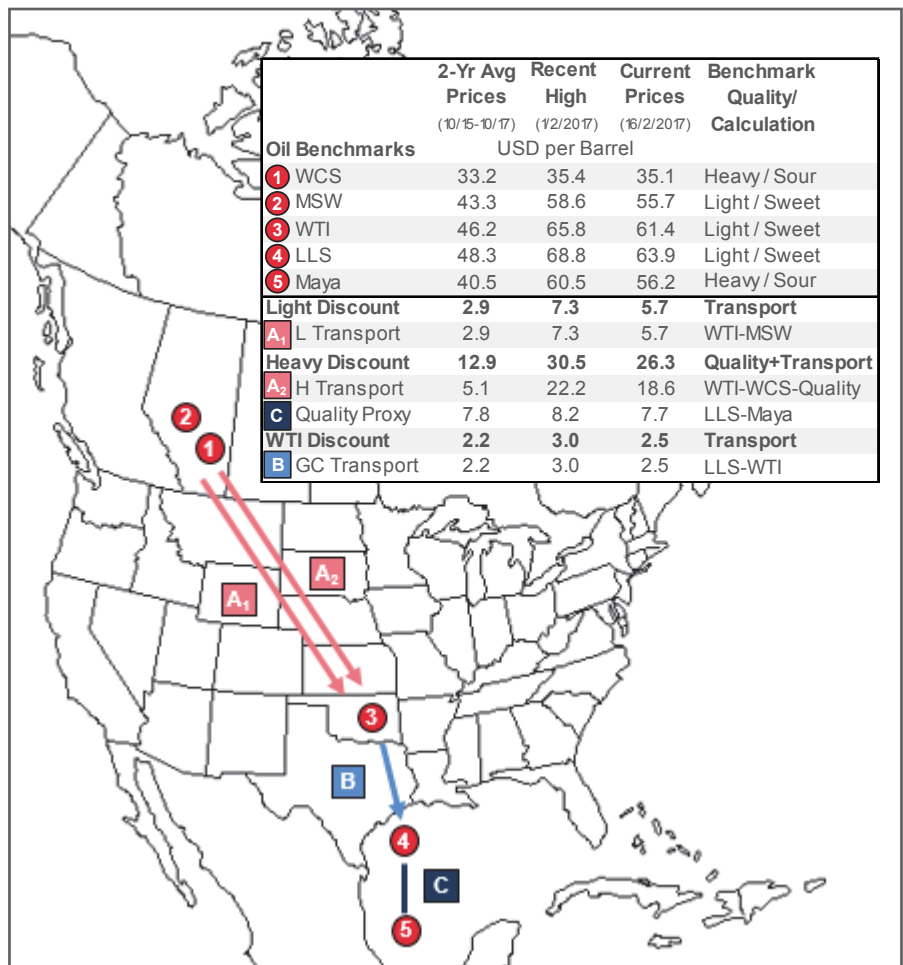 2-Yr Avg Recent Current Benchmark
Prices High Prices Quality/
(10/15-10/17) (1/2/2017) (16/2/2017) Calculation
Oil Benchmarks USD per Barrel
1 WCS 33.2 35.4 35.1 Heavy / Sour
2 MSW 43.3 58.6 55.7 Light / Sweet
3 WTI 46.2 65.8 61.4 Light / Sweet
4 LLS 48.3 68.8 63.9 Light / Sweet
5 Maya 40.5 60.5 56.2 Heavy / Sour
Light Discount 2.9 7.3 5.7 Transport
A1 L Transport 2.9 7.3 5.7 WTI-MSW
Heavy Discount 12.9 30.5 26.3 Quality+Transport
A2 H Transport 5.1 22.2 18.6 WTI-WCS-Quality
C Quality Proxy 7.8 8.2 7.7 LLS-Maya
WTI Discount 2.2 3.0 2.5 Transport
B GC Transport 2.2 3.0 2.5 LLS-WTI
2
1
A2
A1
3
B
4
C
5